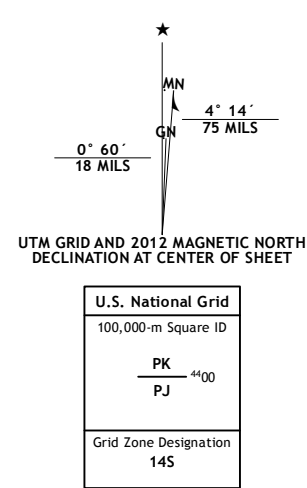 ★
MN
GN
4° 14´
75 MILS
0° 60´
18 MILS
UTM GRID AND 2012 MAGNETIC NORTH
DECLINATION AT CENTER OF SHEET
U.S. National Grid
100,000-m Square ID
PK
4400
PJ
Grid Zone Designation
14S